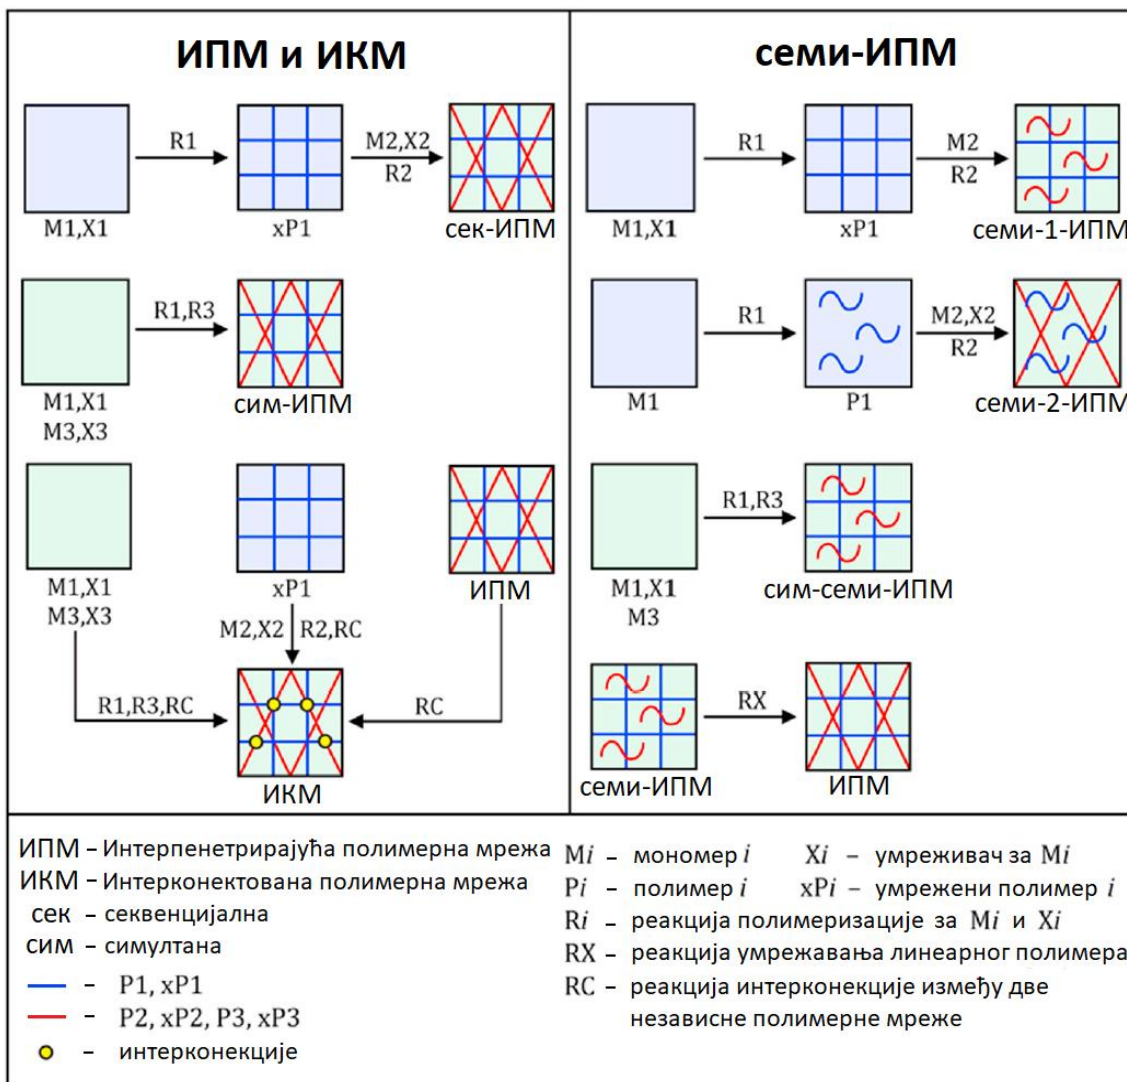 ИПМ и ИКМ
R1
M2,X2
R2
M1,X1
xP1
сек-ИПМ
R1,R3
M1,X1
M3,X3
сим-ИПМ
M1,X1
M3,X3
xP1
ИПМ
M2,X2
R2,RC
R1,R3,RC
RC
ИКМ
семи-ИПМ
R1
M2
R2
M1,X1
xP1
семи-1-ИПМ
R1
M2,X2
R2
M1
P1
семи-2-ИПМ
R1,R3
M1,X1
M3
сим-семи-ИПМ
RX
семи-ИПМ
ИПМ
ИПМ – Интерпенетрирајућа полимерна мрежа
ИКМ – Интерконектована полимерна мрежа
сек – секвенцијална
сим – симултана
– P1, xP1
– P2, xP2, P3, xP3
– интерконекције
Mi – мономер i Xi – умреживач за Mi
Pi – полимер i xPi – умрежени полимер i
Ri – реакција полимеризације за Mi и Xi
RX – реакција умрежавања линеарног полимера
RC – реакција интерконекције између две
независне полимерне мреже